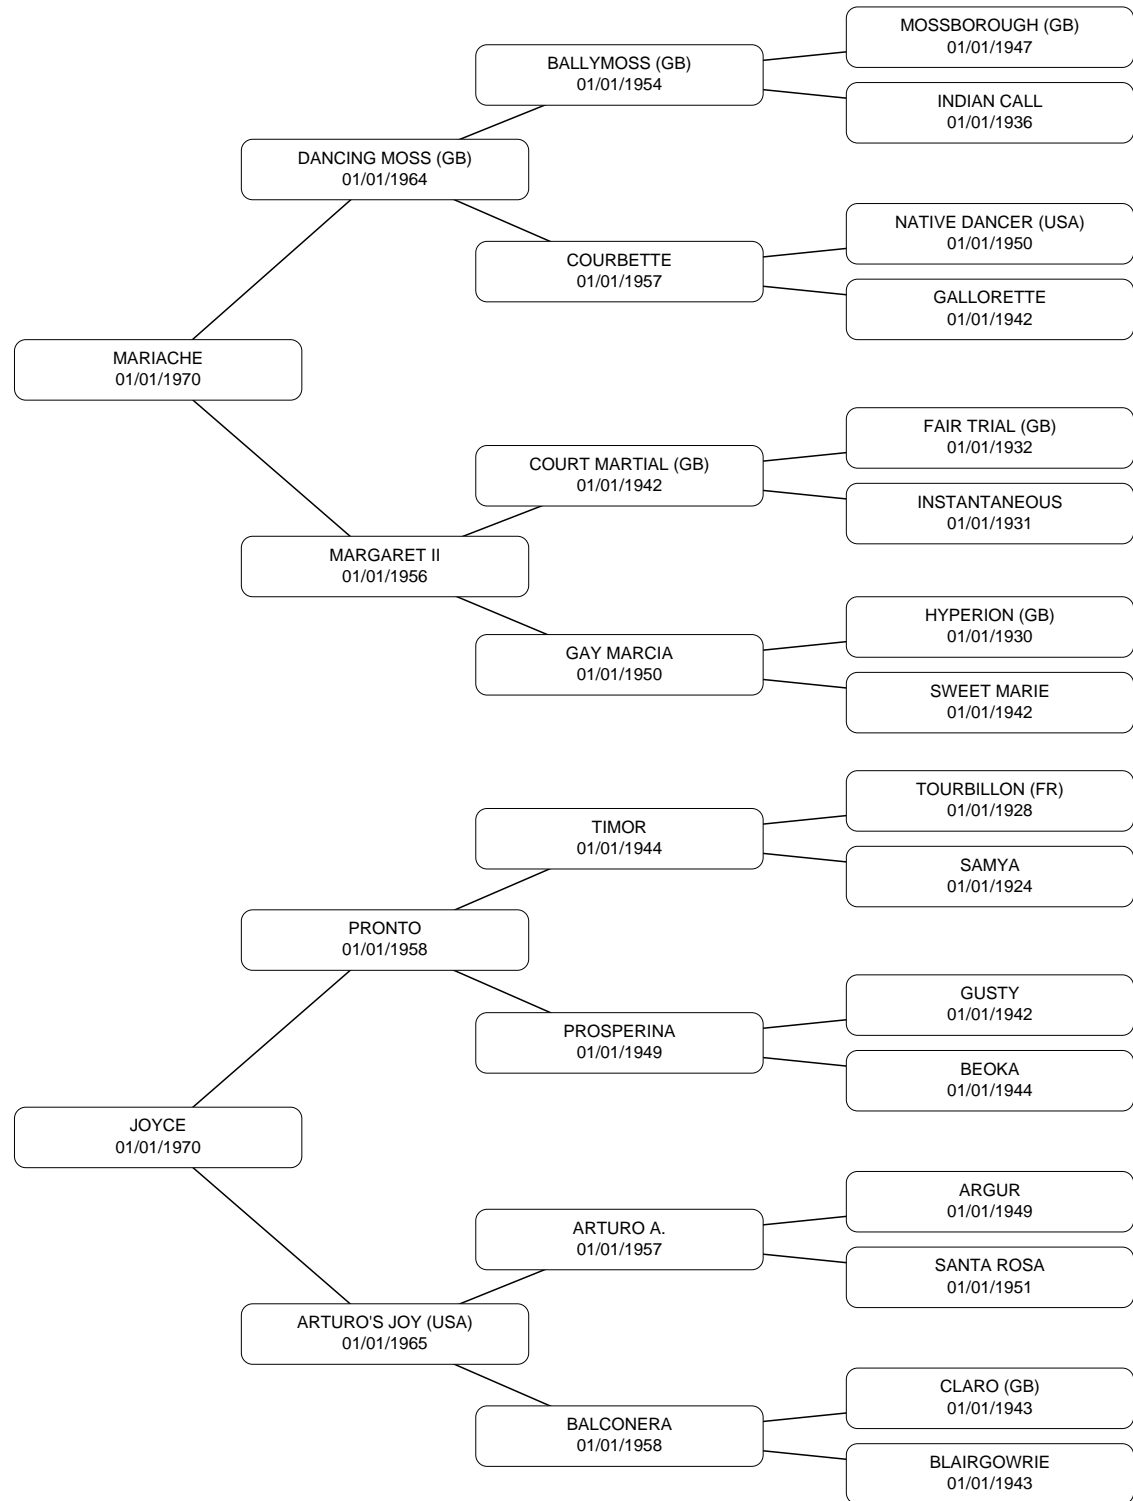 MOSSBOROUGH (GB)
01/01/1947
BALLYMOSS (GB)
01/01/1954
INDIAN CALL
01/01/1936
DANCING MOSS (GB)
01/01/1964
NATIVE DANCER (USA)
01/01/1950
COURBETTE
01/01/1957
GALLORETTE
01/01/1942
MARIACHE
01/01/1970
FAIR TRIAL (GB)
01/01/1932
COURT MARTIAL (GB)
01/01/1942
INSTANTANEOUS
01/01/1931
MARGARET II
01/01/1956
HYPERION (GB)
01/01/1930
GAY MARCIA
01/01/1950
SWEET MARIE
01/01/1942
TOURBILLON (FR)
01/01/1928
TIMOR
01/01/1944
SAMYA
01/01/1924
PRONTO
01/01/1958
GUSTY
01/01/1942
PROSPERINA
01/01/1949
BEOKA
01/01/1944
JOYCE
01/01/1970
ARGUR
01/01/1949
ARTURO A.
01/01/1957
SANTA ROSA
01/01/1951
ARTURO'S JOY (USA)
01/01/1965
CLARO (GB)
01/01/1943
BALCONERA
01/01/1958
BLAIRGOWRIE
01/01/1943